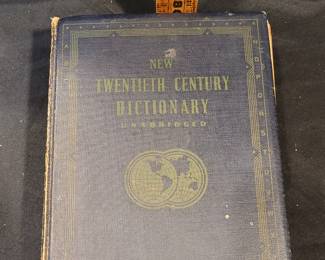 NEW
TWENTIETH CENTURY
DICTIONARY
UNABRIDGED